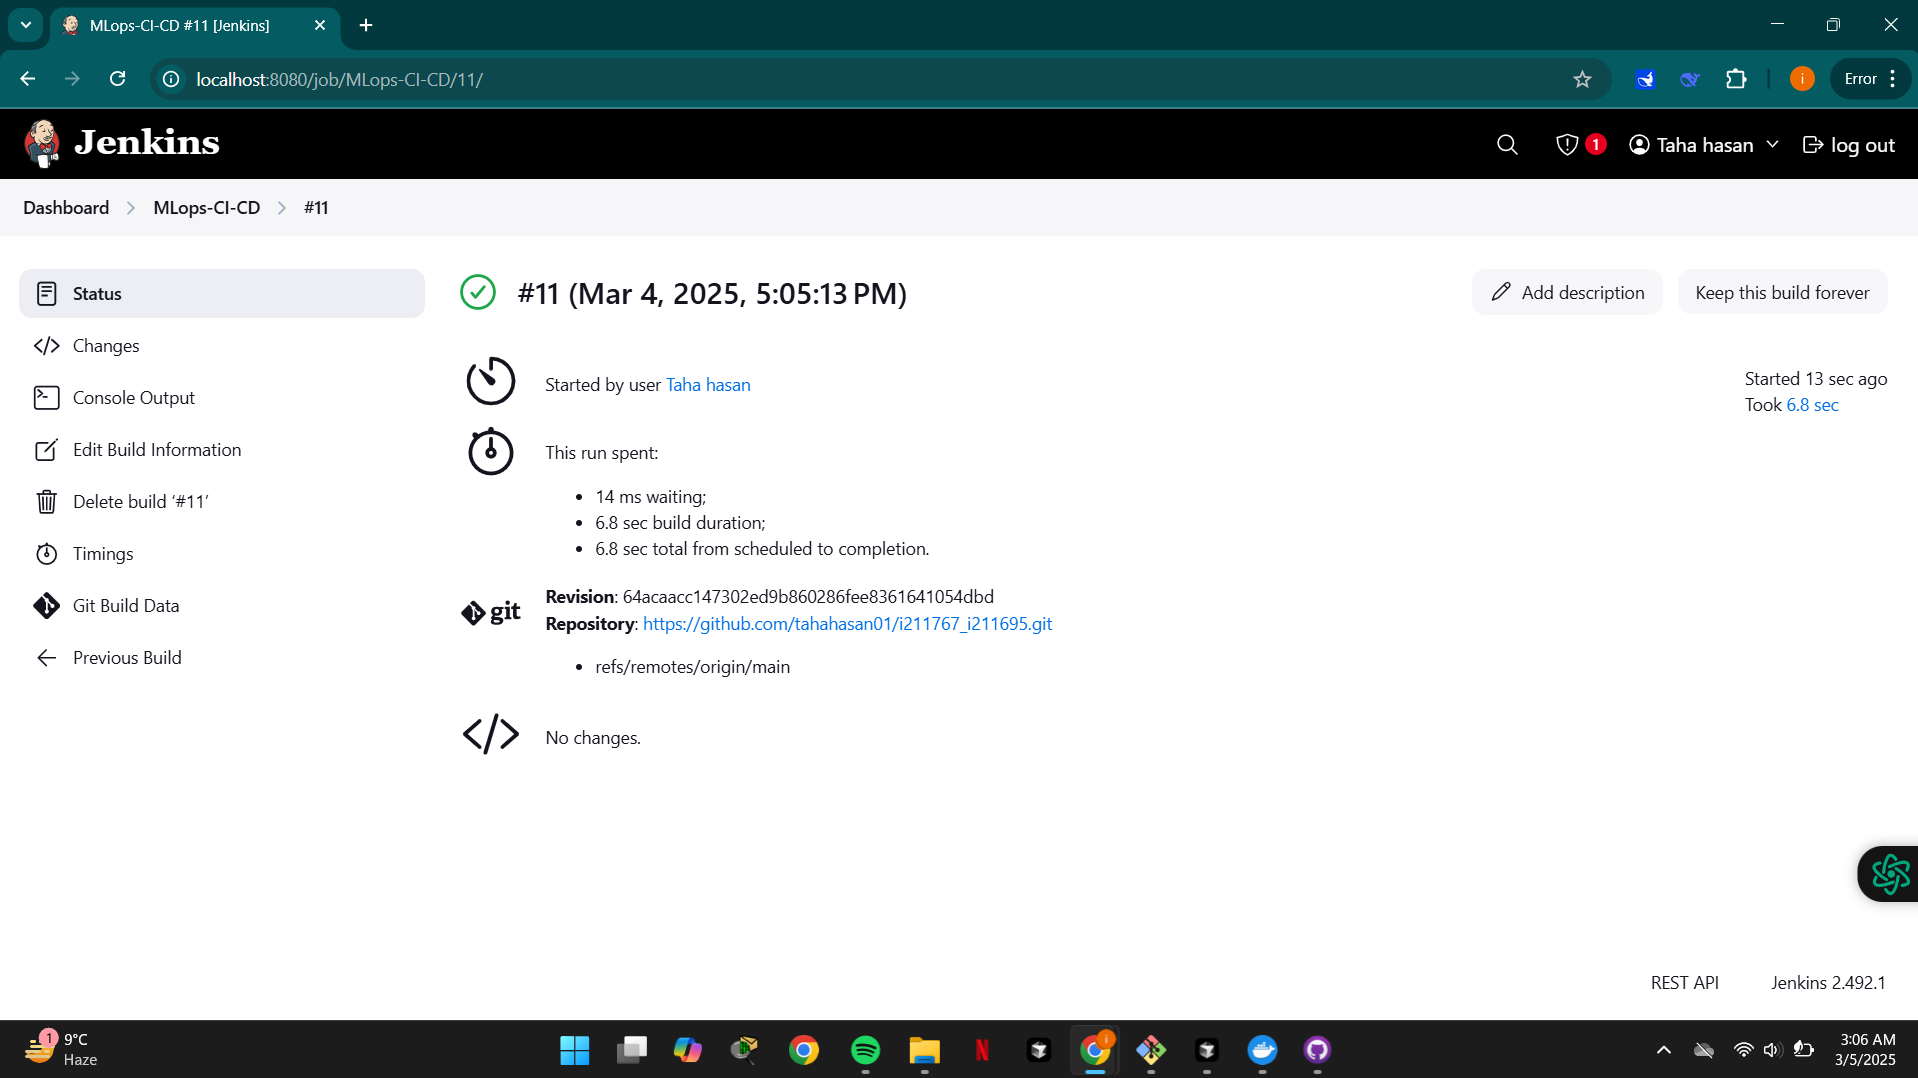 MLops-CI-CD #11 [Jenkins]
localhost:8080/job/MLops-CI-CD/11/
i
Error
Jenkins
1
Taha hasan
log out
Dashboard
MLops-CI-CD
#11
Status
Changes
Console Output
Edit Build Information
Delete build ‘#11’
Timings
Git Build Data
Previous Build
#11 (Mar 4, 2025, 5:05:13 PM)
Add description
Keep this build forever
Started by user Taha hasan
Started 13 sec ago
Took 6.8 sec
This run spent:
14 ms waiting;
6.8 sec build duration;
6.8 sec total from scheduled to completion.
git
Revision: 64acaacc147302ed9b860286fee8361641054dbd
Repository: https://github.com/tahahasan01/i211767_i211695.git
refs/remotes/origin/main
No changes.
REST API
Jenkins 2.492.1
1
9°C
Haze
N
i
3:06 AM
3/5/2025